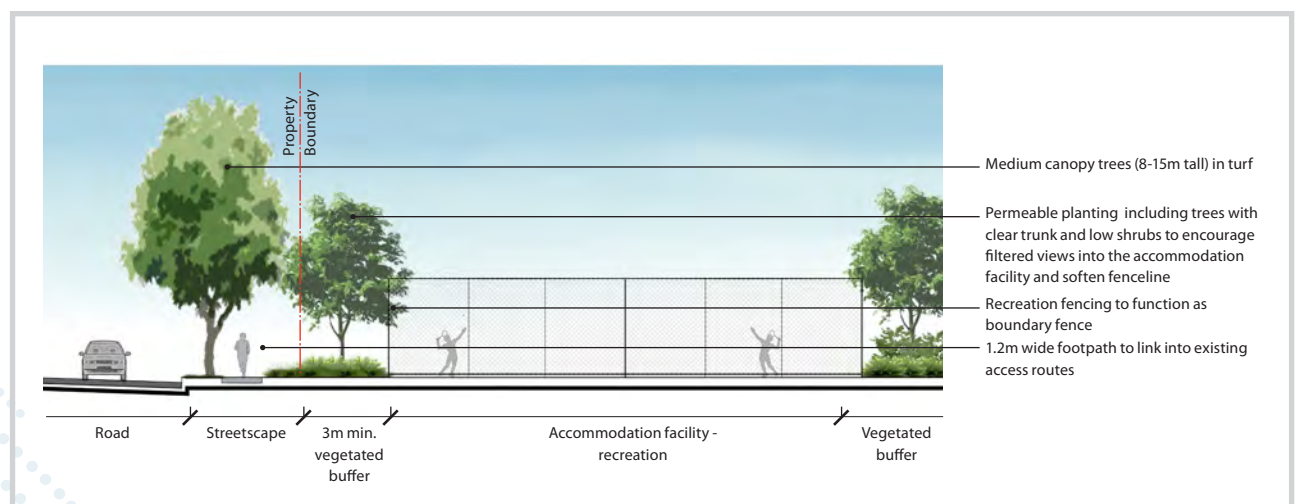 Property
Boundary
Medium canopy trees (8-15m tall) in turf
Permeable planting including trees with
clear trunk and low shrubs to encourage
filtered views into the accommodation
facility and soften fenceline
Recreation fencing to function as
boundary fence
1.2m wide footpath to link into existing
access routes
Road
Streetscape
3m min.
vegetated
buffer
Accommodation facility -
recreation
Vegetated
buffer